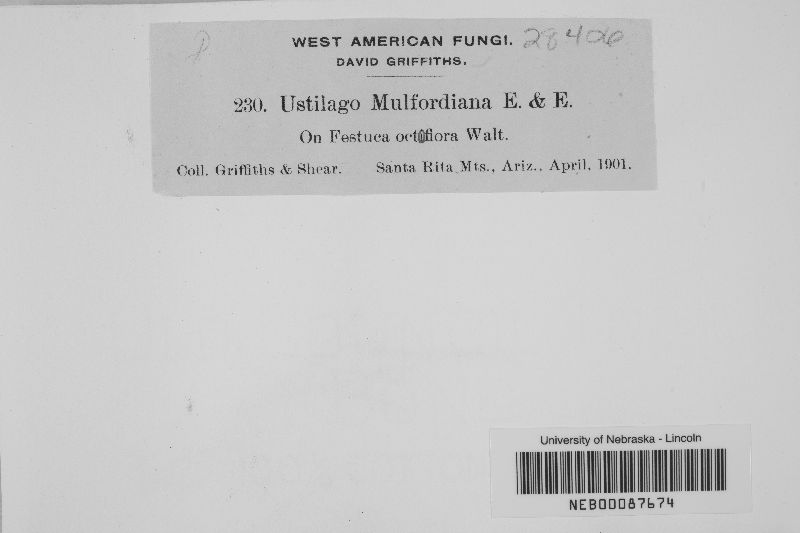 WEST AMERICAN FUNGI. 28406
DAVID GRIFFITHS.
230. Ustilago Mulfordiana E. & E.
On Festuca octoflora Walt.
Coll. Griffiths & Shear. Santa Rita Mts., Ariz., April, 1901.
University of Nebraska - Lincoln
NEB00087674